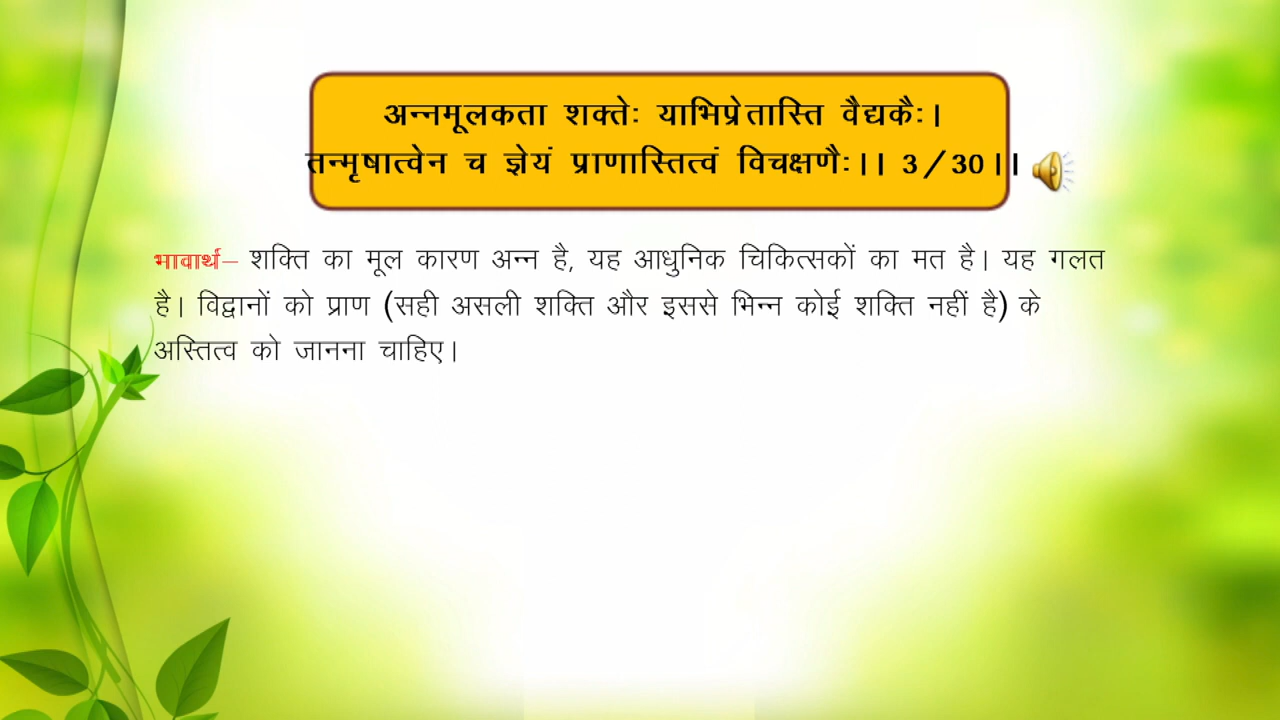 अन्नमूलकता शक्तेः याभिप्रेतास्ति वैद्यकैः।
तन्मृषात्वेन च ज्ञेयं प्राणास्तित्वं विचक्षणैः।। 3/30।।
भावार्थ– शक्ति का मूल कारण अन्न है, यह आधुनिक चिकित्सकों का मत है। यह गलत
है। विद्वानों को प्राण (सही असली शक्ति और इससे भिन्न कोई शक्ति नहीं है) के
अस्तित्व को जानना चाहिए।